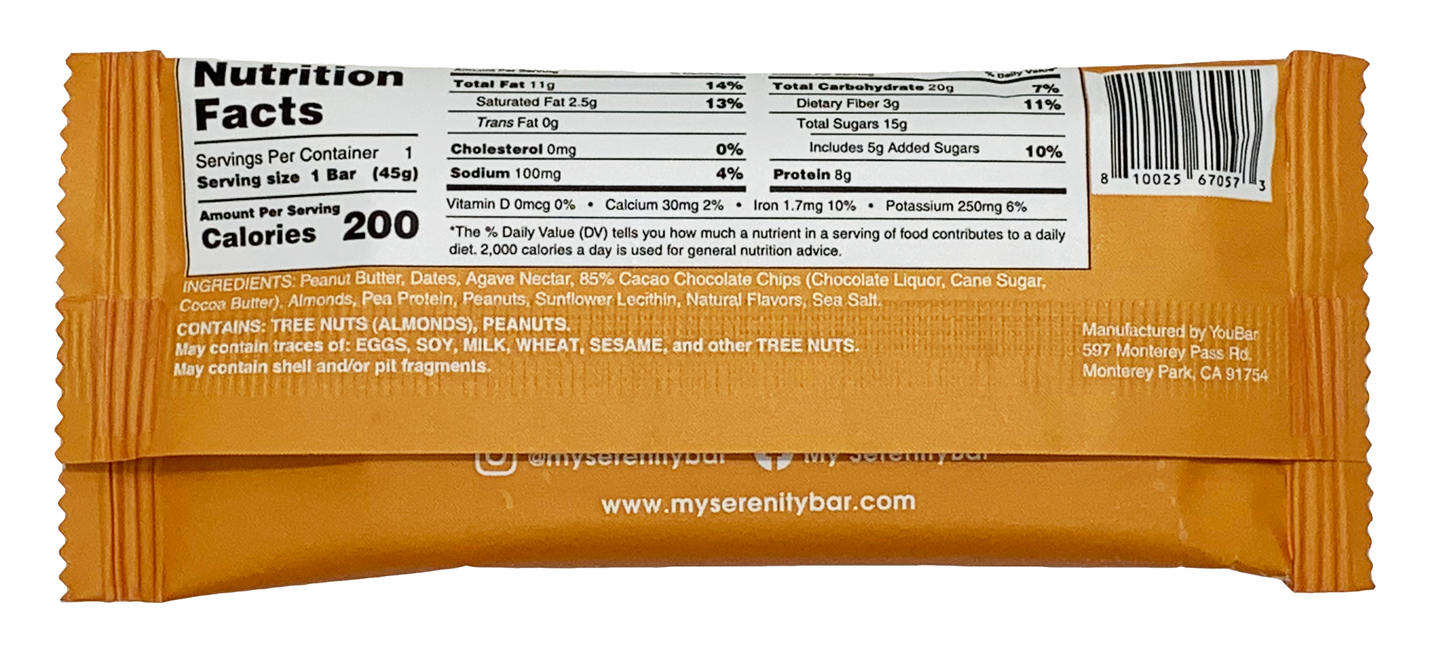 Nutrition
Facts
Servings Per Container 1
Serving size 1 Bar (45g)
Amount Per Serving
Calories 200
Total Fat 11g 14%
Saturated Fat 2.5g 13%
Trans Fat 0g
Cholesterol 0mg 0%
Sodium 100mg 4%
% Daily Value*
Total Carbohydrate 20g 7%
Dietary Fiber 3g 11%
Total Sugars 15g
Includes 5g Added Sugars 10%
Protein 8g
Vitamin D 0mcg 0% • Calcium 30mg 2% • Iron 1.7mg 10% • Potassium 250mg 6%
*The % Daily Value (DV) tells you how much a nutrient in a serving of food contributes to a daily
diet. 2,000 calories a day is used for general nutrition advice.
8 10025 67057 3
INGREDIENTS: Peanut Butter, Dates, Agave Nectar, 85% Cacao Chocolate Chips (Chocolate Liquor, Cane Sugar,
Cocoa Butter), Almonds, Pea Protein, Peanuts, Sunflower Lecithin, Natural Flavors, Sea Salt.
CONTAINS: TREE NUTS (ALMONDS), PEANUTS.
May contain traces of: EGGS, SOY, MILK, WHEAT, SESAME, and other TREE NUTS.
May contain shell and/or pit fragments.
Manufactured by YouBar
597 Monterey Pass Rd.
Monterey Park, CA 91754
@myserenitybar My Serenitybar
www.myserenitybar.com